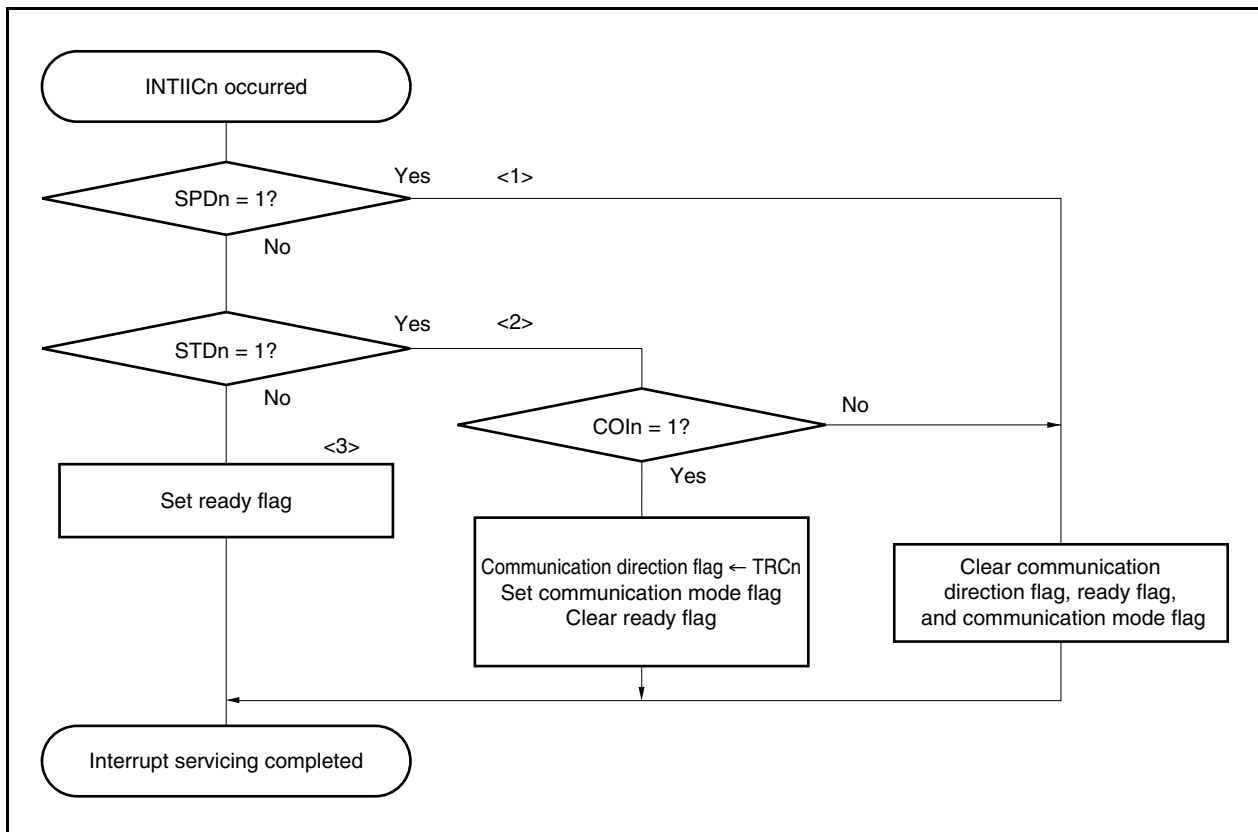 INTIICn occurred
SPDn = 1?
Yes
<1>
No
STDn = 1?
Yes
<2>
No
COIn = 1?
No
Yes
<3>
Set ready flag
Communication direction flag ← TRCn
Set communication mode flag
Clear ready flag
Clear communication
direction flag, ready flag,
and communication mode flag
Interrupt servicing completed